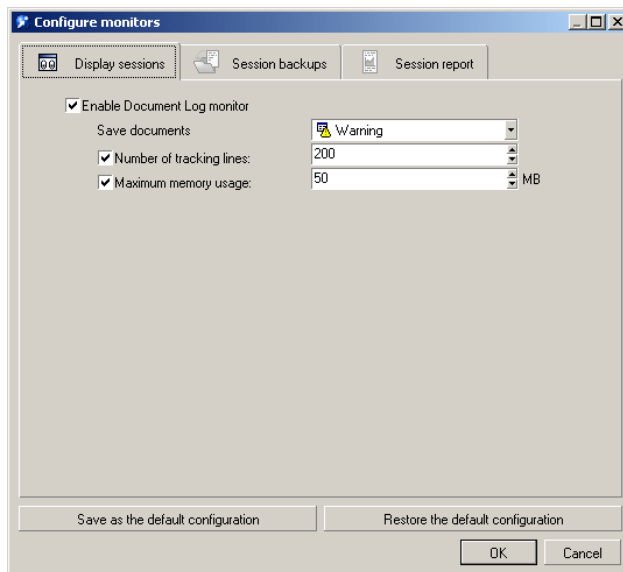 Configure monitors
Display sessions
Session backups
Session report
Enable Document Log monitor
Save documents
Warning
Number of tracking lines:
200
Maximum memory usage:
50
MB
Save as the default configuration
Restore the default configuration
OK
Cancel